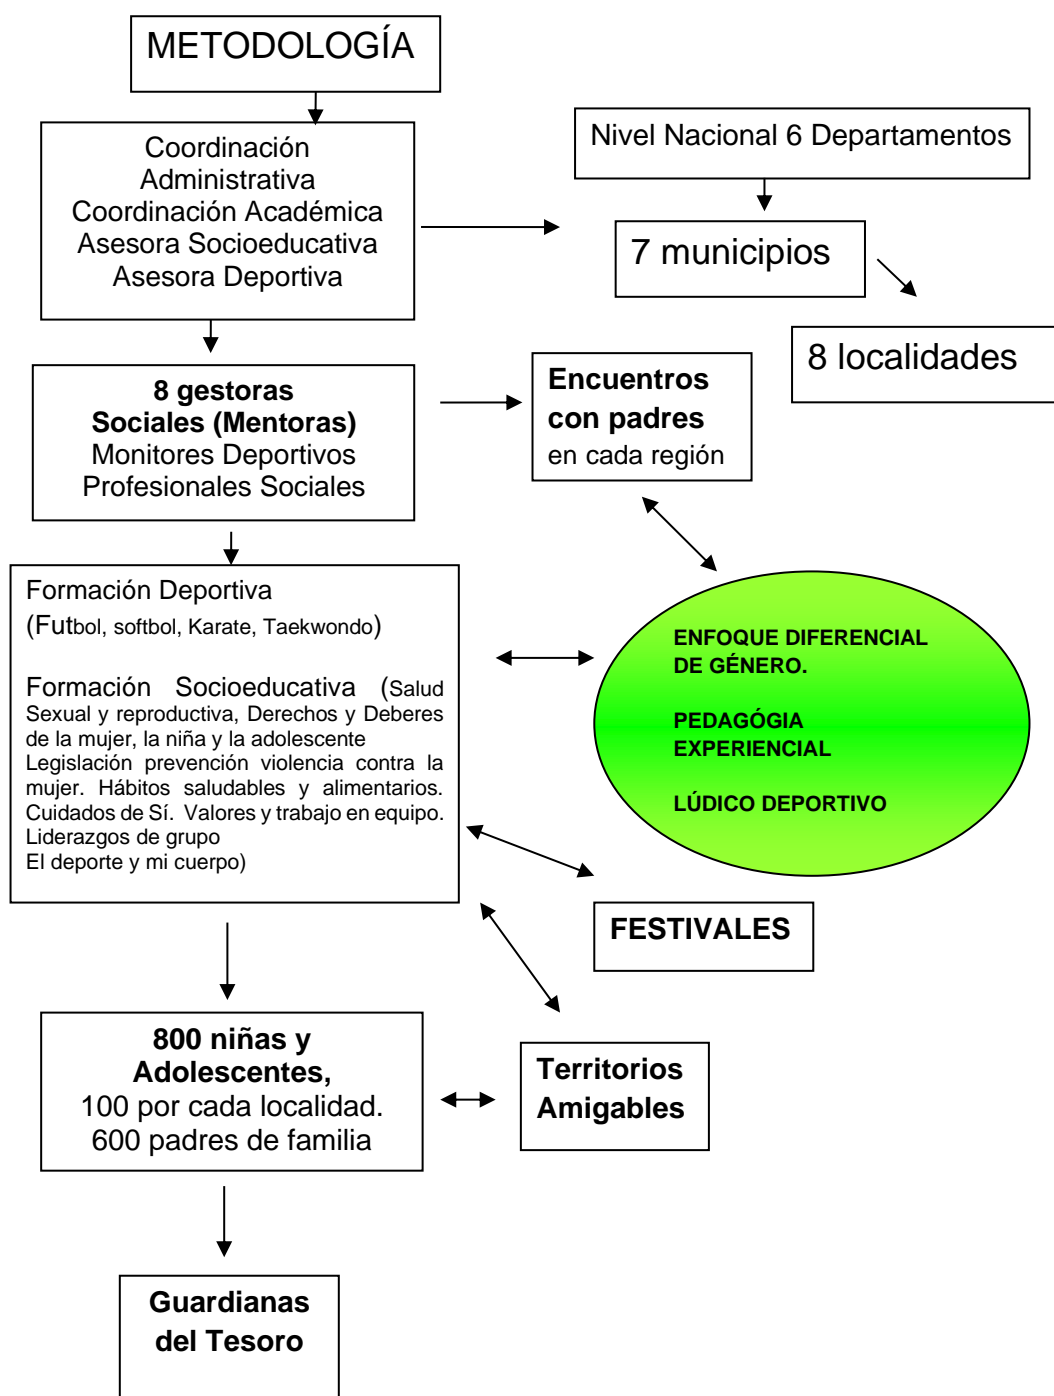 METODOLOGÍA
Coordinación
Administrativa
Coordinación Académica
Asesora Socioeducativa
Asesora Deportiva
Nivel Nacional 6 Departamentos
7 municipios
8 localidades
8 gestoras
Sociales (Mentoras)
Monitores Deportivos
Profesionales Sociales
Encuentros
con padres
en cada región
Formación Deportiva
(Futbol, softbol, Karate, Taekwondo)
Formación Socioeducativa (Salud
Sexual y reproductiva, Derechos y Deberes
de la mujer, la niña y la adolescente
Legislación prevención violencia contra la
mujer. Hábitos saludables y alimentarios.
Cuidados de Sí. Valores y trabajo en equipo.
Liderazgos de grupo
El deporte y mi cuerpo)
ENFOQUE DIFERENCIAL
DE GÉNERO.
PEDAGÓGIA
EXPERIENCIAL
LÚDICO DEPORTIVO
FESTIVALES
800 niñas y
Adolescentes,
100 por cada localidad.
600 padres de familia
Territorios
Amigables
Guardianas
del Tesoro